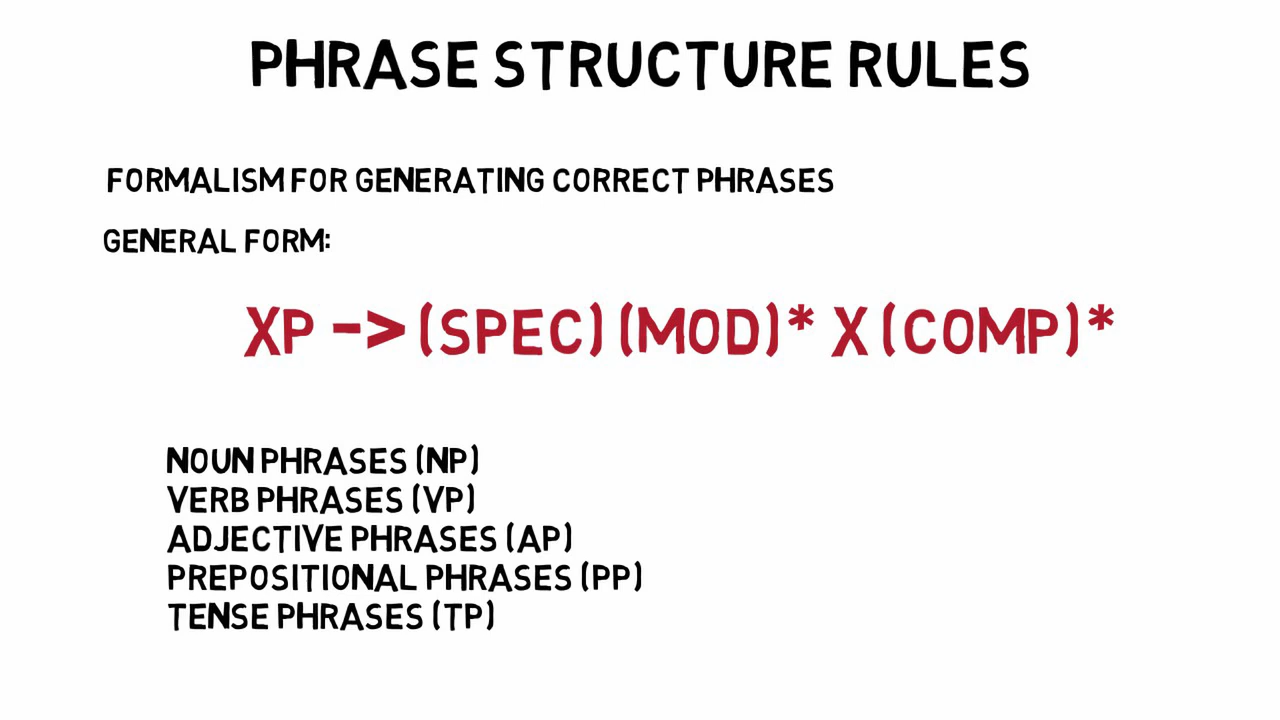 PHRASE STRUCTURE RULES
FORMALISM FOR GENERATING CORRECT PHRASES
GENERAL FORM:
XP -> (SPEC) (MOD)* X (COMP)*
NOUN PHRASES (NP)
VERB PHRASES (VP)
ADJECTIVE PHRASES (AP)
PREPOSITIONAL PHRASES (PP)
TENSE PHRASES (TP)